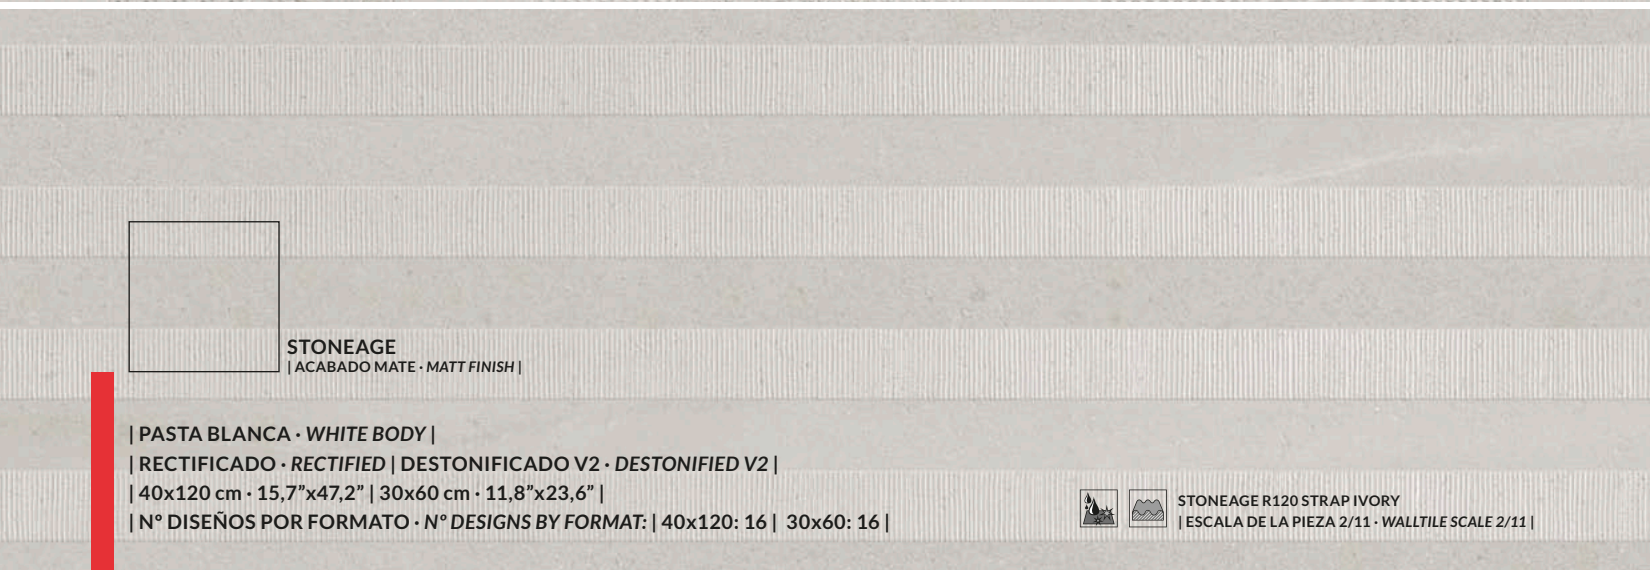 STONEAGE
| ACABADO MATE · MATT FINISH |
| PASTA BLANCA · WHITE BODY |
| RECTIFICADO · RECTIFIED | DESTONIFICADO V2 · DESTONIFIED V2 |
| 40x120 cm · 15,7”x47,2” | 30x60 cm · 11,8”x23,6” |
| Nº DISEÑOS POR FORMATO · Nº DESIGNS BY FORMAT: | 40x120: 16 | 30x60: 16 |
STONEAGE R120 STRAP IVORY
| ESCALA DE LA PIEZA 2/11 · WALLTILE SCALE 2/11 |